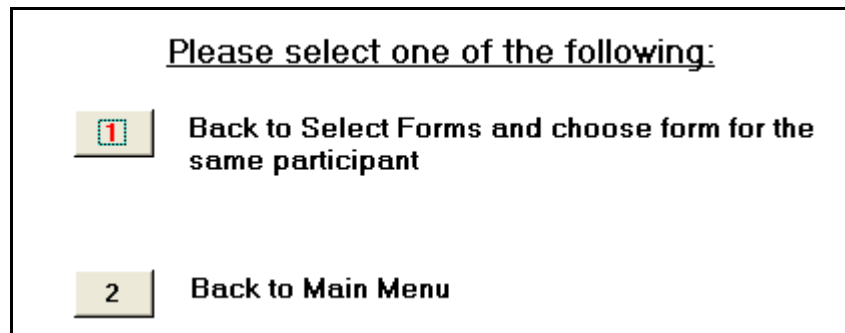 Please select one of the following:
1 Back to Select Forms and choose form for the
same participant
2 Back to Main Menu